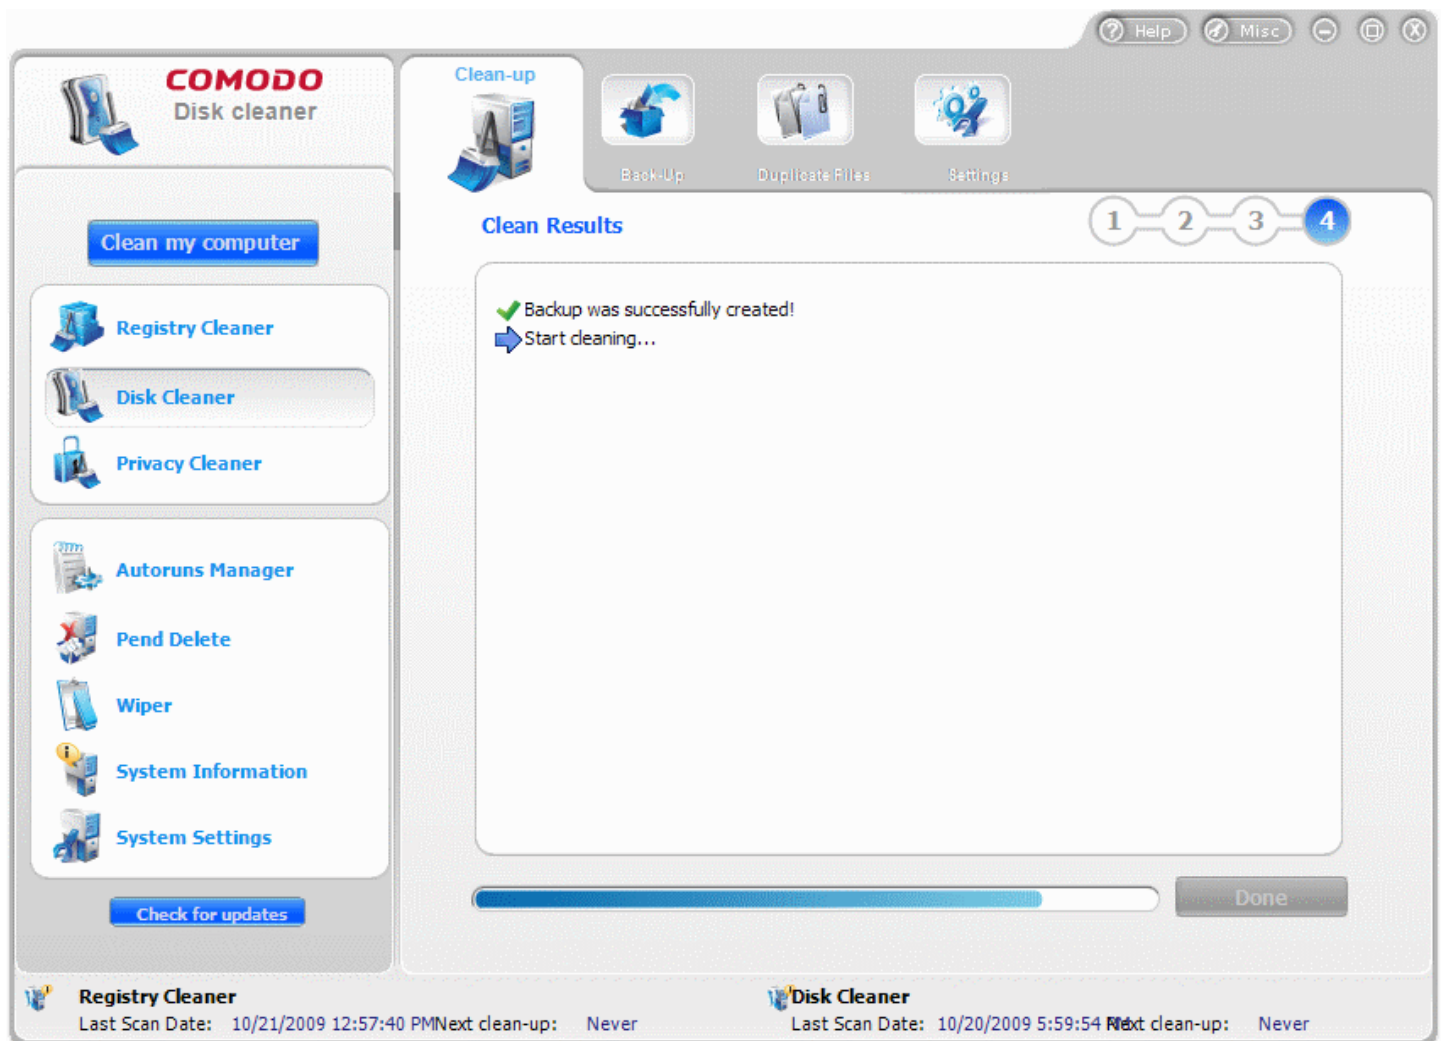 Help
Misc
COMODO
Disk cleaner
Clean-up
Back-Up
Duplicate Files
Settings
Clean my computer
Registry Cleaner
Disk Cleaner
Privacy Cleaner
Autoruns Manager
Pend Delete
Wiper
System Information
System Settings
Check for updates
Clean Results
1 2 3 4
Backup was successfully created!
Start cleaning...
Done
Registry Cleaner
Last Scan Date: 10/21/2009 12:57:40 PM Next clean-up: Never
Disk Cleaner
Last Scan Date: 10/20/2009 5:59:54 Next clean-up: Never